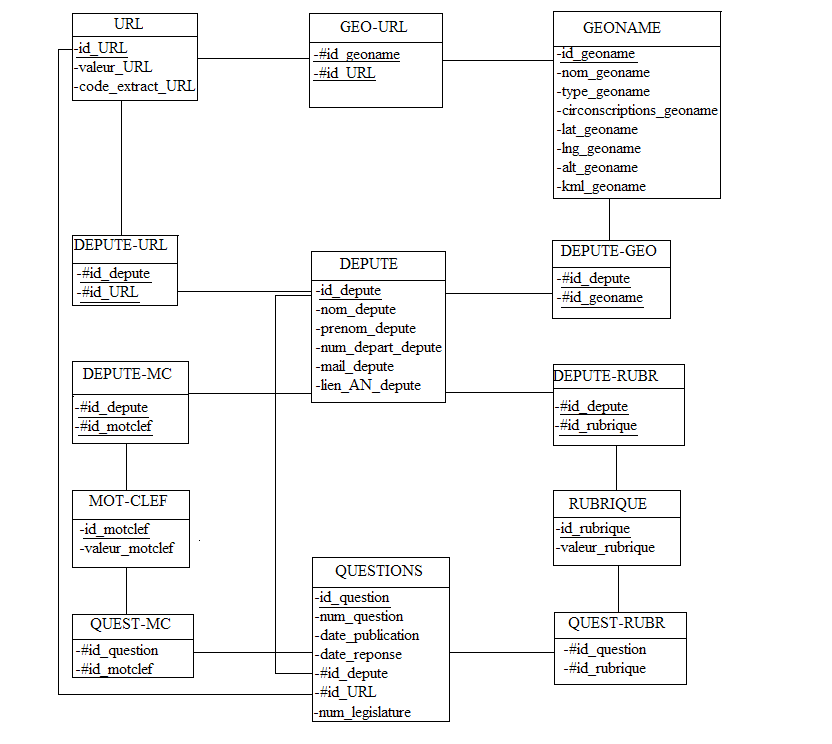 URL
-id_URL
-valeur_URL
-code_extract_URL
GEO-URL
-#id_geoname
-#id_URL
GEONAME
-id_geoname
-nom_geoname
-type_geoname
-circonscriptions_geoname
-lat_geoname
-lng_geoname
-alt_geoname
-kml_geoname
DEPUTE-URL
-#id_depute
-#id_URL
DEPUTE
-id_depute
-nom_depute
-prenom_depute
-num_depart_depute
-mail_depute
-lien_AN_depute
DEPUTE-GEO
-#id_depute
-#id_geoname
DEPUTE-MC
-#id_depute
-#id_motclef
DEPUTE-RUBR
-#id_depute
-#id_rubrique
MOT-CLEF
-id_motclef
-valeur_motclef
RUBRIQUE
-id_rubrique
-valeur_rubrique
QUEST-MC
-#id_question
-#id_motclef
QUESTIONS
-id_question
-num_question
-date_publication
-date_reponse
-#id_depute
-#id_URL
-num_legislature
QUEST-RUBR
-#id_question
-#id_rubrique